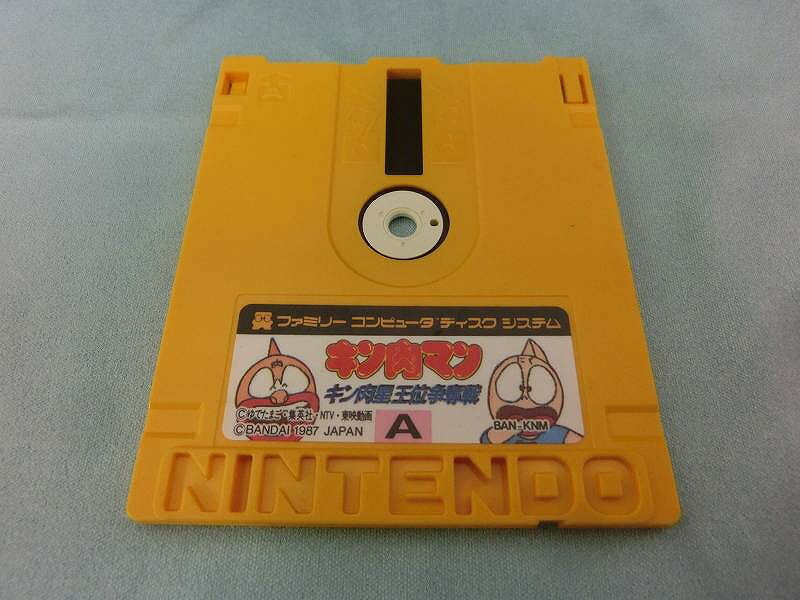 ファミリー コンピュータ ディスク システム
キン肉マン
キン肉星王位争奪戦
©ゆでたまご・集英社・NTV・東映動画
©BANDAI 1987 JAPAN
A
BAN-KNM
NINTENDO